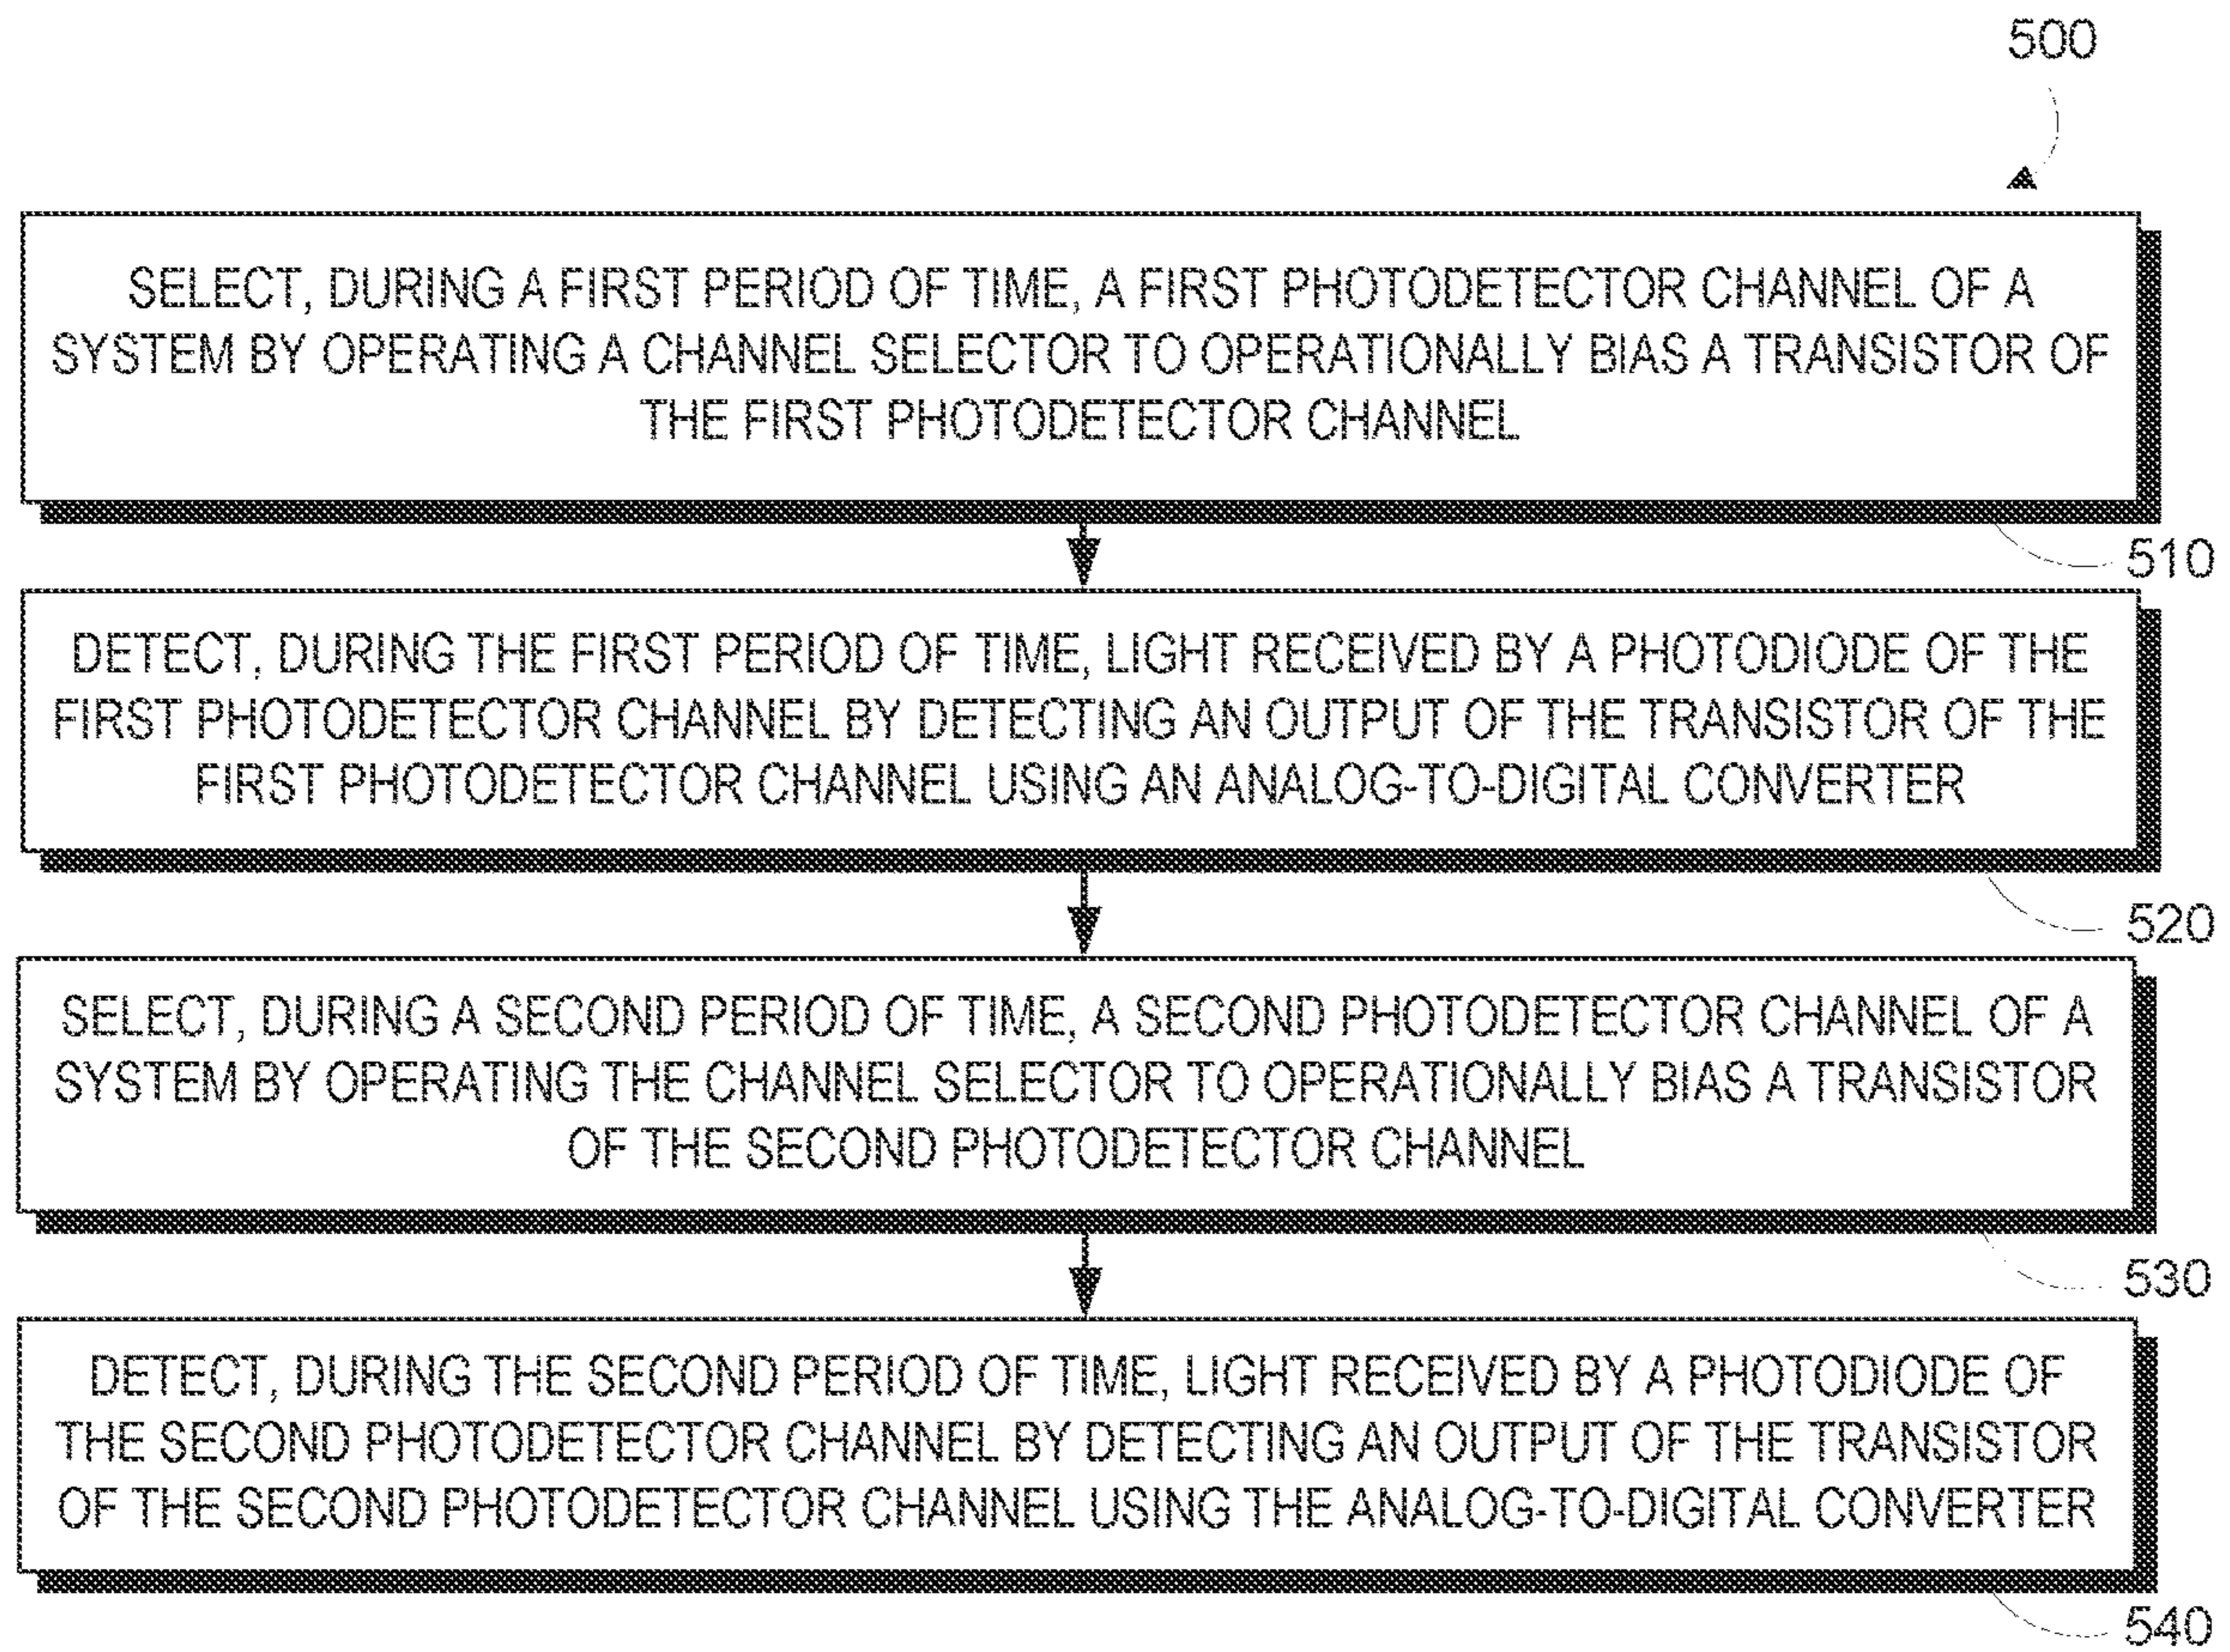 500
SELECT, DURING A FIRST PERIOD OF TIME, A FIRST PHOTODETECTOR CHANNEL OF A
SYSTEM BY OPERATING A CHANNEL SELECTOR TO OPERATIONALLY BIAS A TRANSISTOR OF
THE FIRST PHOTODETECTOR CHANNEL
510
DETECT, DURING THE FIRST PERIOD OF TIME, LIGHT RECEIVED BY A PHOTODIODE OF THE
FIRST PHOTODETECTOR CHANNEL BY DETECTING AN OUTPUT OF THE TRANSISTOR OF THE
FIRST PHOTODETECTOR CHANNEL USING AN ANALOG-TO-DIGITAL CONVERTER
520
SELECT, DURING A SECOND PERIOD OF TIME, A SECOND PHOTODETECTOR CHANNEL OF A
SYSTEM BY OPERATING THE CHANNEL SELECTOR TO OPERATIONALLY BIAS A TRANSISTOR
OF THE SECOND PHOTODETECTOR CHANNEL
530
DETECT, DURING THE SECOND PERIOD OF TIME, LIGHT RECEIVED BY A PHOTODIODE OF
THE SECOND PHOTODETECTOR CHANNEL BY DETECTING AN OUTPUT OF THE TRANSISTOR
OF THE SECOND PHOTODETECTOR CHANNEL USING THE ANALOG-TO-DIGITAL CONVERTER
540